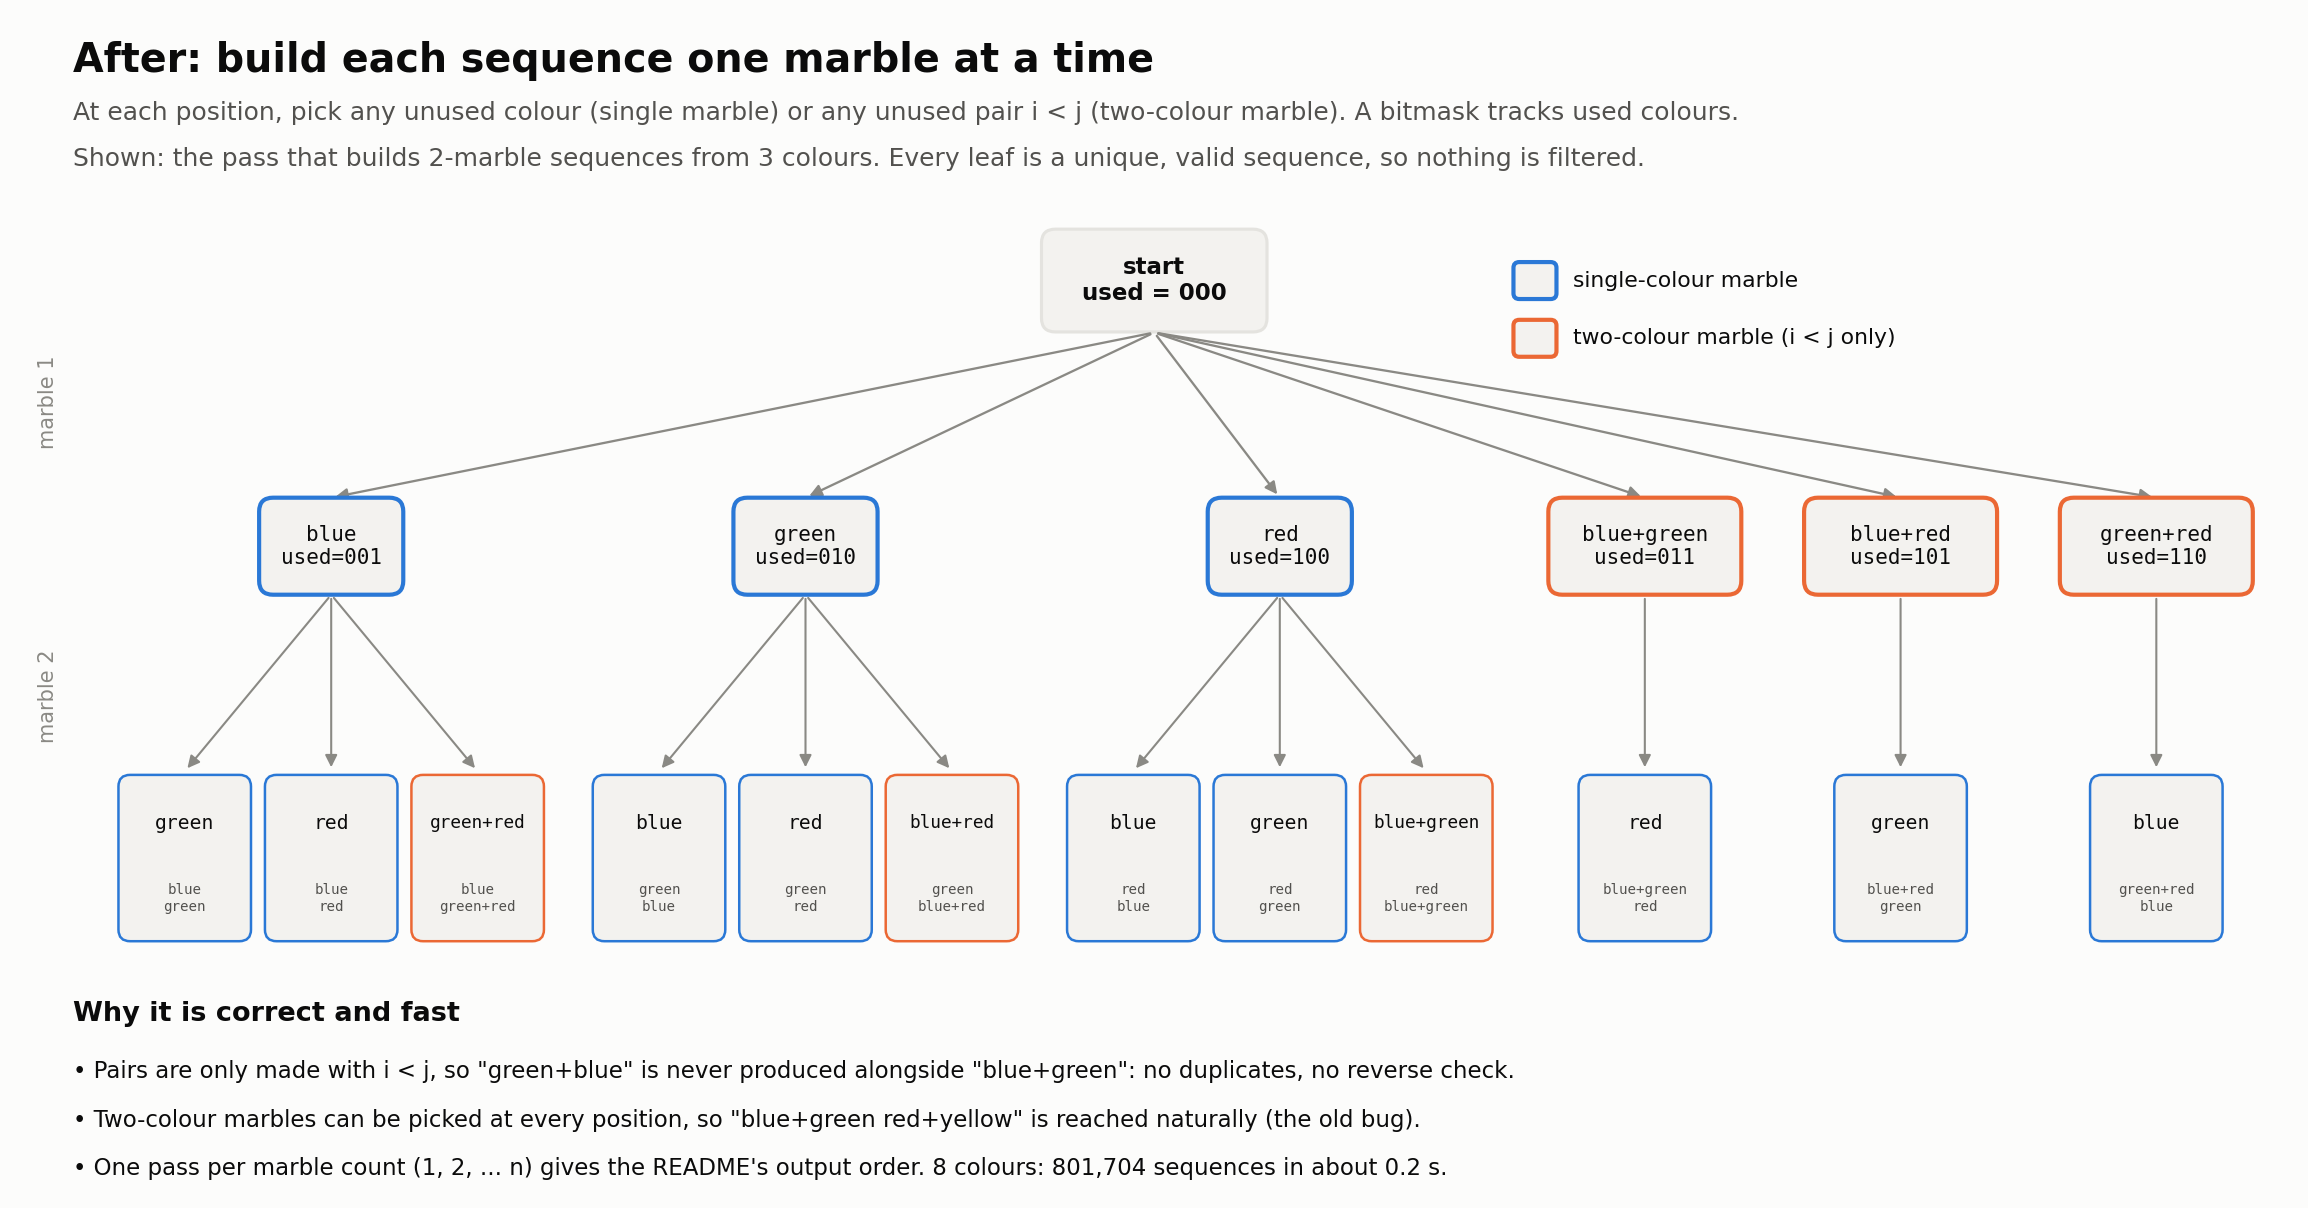 After: build each sequence one marble at a time
At each position, pick any unused colour (single marble) or any unused pair i < j (two-colour marble). A bitmask tracks used colours.
Shown: the pass that builds 2-marble sequences from 3 colours. Every leaf is a unique, valid sequence, so nothing is filtered.
start
used = 000
single-colour marble
two-colour marble (i < j only)
marble 1
blue
used=001
green
used=010
red
used=100
blue+green
used=011
blue+red
used=101
green+red
used=110
marble 2
green
blue
green
red
blue
red
green+red
blue
green+red
blue
green
blue
red
green
red
blue+red
green
blue+red
blue
red
blue
green
red
green
blue+green
red
blue+green
red
blue+green
red
green
blue+red
green
blue
green+red
blue
Why it is correct and fast
• Pairs are only made with i < j, so "green+blue" is never produced alongside "blue+green": no duplicates, no reverse check.
• Two-colour marbles can be picked at every position, so "blue+green red+yellow" is reached naturally (the old bug).
• One pass per marble count (1, 2, ... n) gives the README's output order. 8 colours: 801,704 sequences in about 0.2 s.